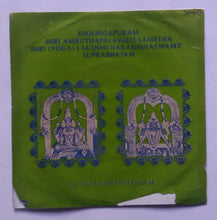 SHOLINGAPURAM
SHRI AMRUTHAPALAVALLI SAMETHA
SHRI (YOGA) LAKSHMI NARASIMHASWAMY
SUPRABHATAM